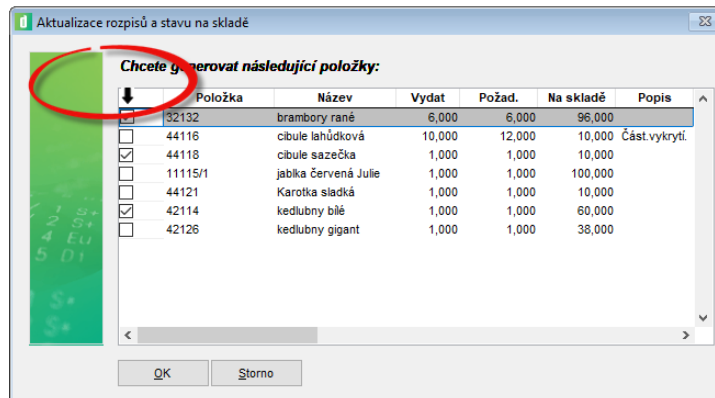 Aktualizace rozpisů a stavu na skladě
Chcete generovat následující položky:
Položka Název Vydat Požad. Na skladě Popis
32132 brambory rané 6,000 6,000 96,000
44116 cibule lahůdková 10,000 12,000 10,000 Část.vykrytí.
44118 cibule sazečka 1,000 1,000 10,000
11115/1 jablka červená Julie 1,000 1,000 100,000
44121 Karotka sladká 1,000 1,000 10,000
42114 kedlubny bílé 1,000 1,000 60,000
42126 kedlubny gigant 1,000 1,000 38,000
OK Storno